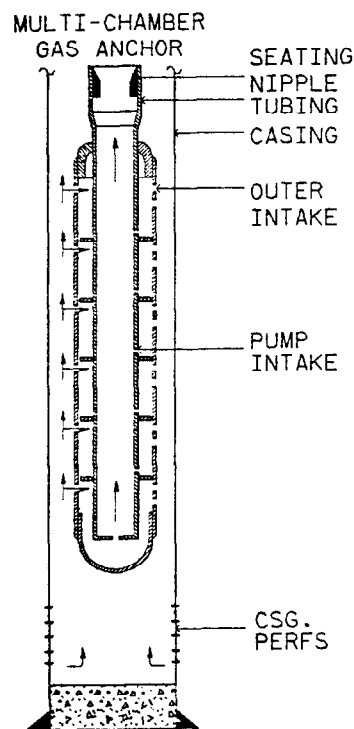 MULTI-CHAMBER
GAS ANCHOR
SEATING
NIPPLE
TUBING
CASING
OUTER
INTAKE
PUMP
INTAKE
CSG.
PERFS